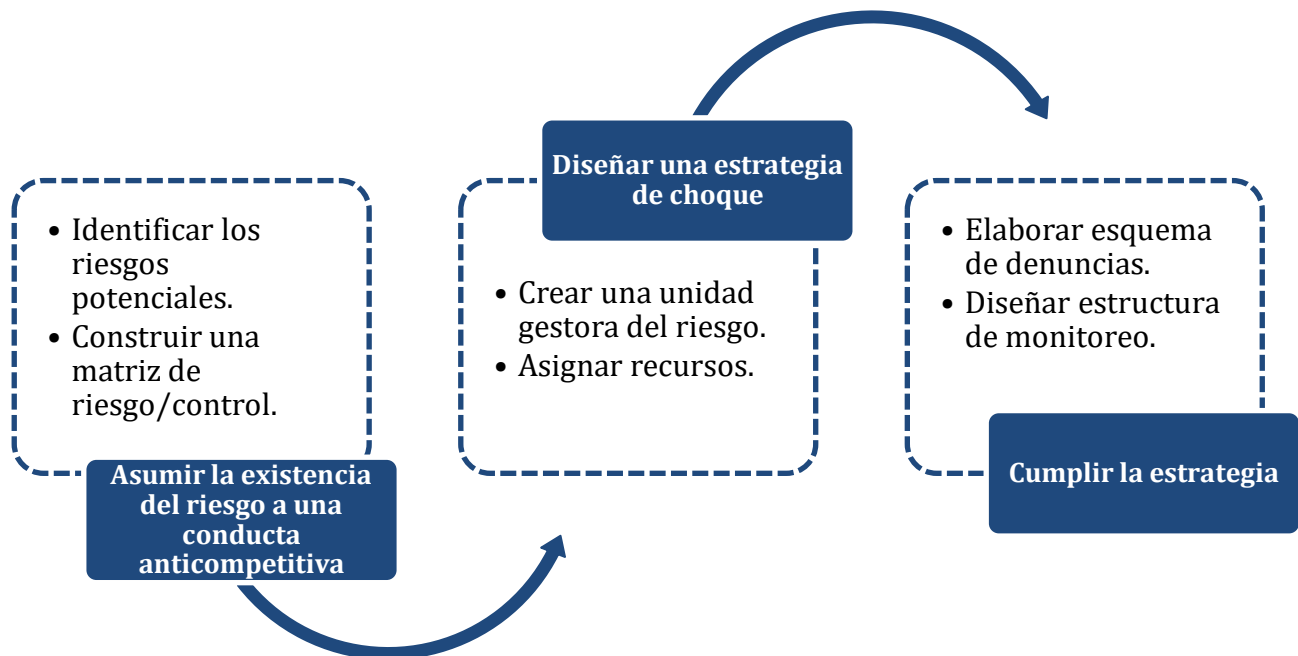 • Identificar los
riesgos
potenciales.
• Construir una
matriz de
riesgo/control.
Asumir la existencia
del riesgo a una
conducta
anticompetitiva
Diseñar una estrategia
de choque
• Crear una unidad
gestora del riesgo.
• Asignar recursos.
• Elaborar esquema
de denuncias.
• Diseñar estructura
de monitoreo.
Cumplir la estrategia